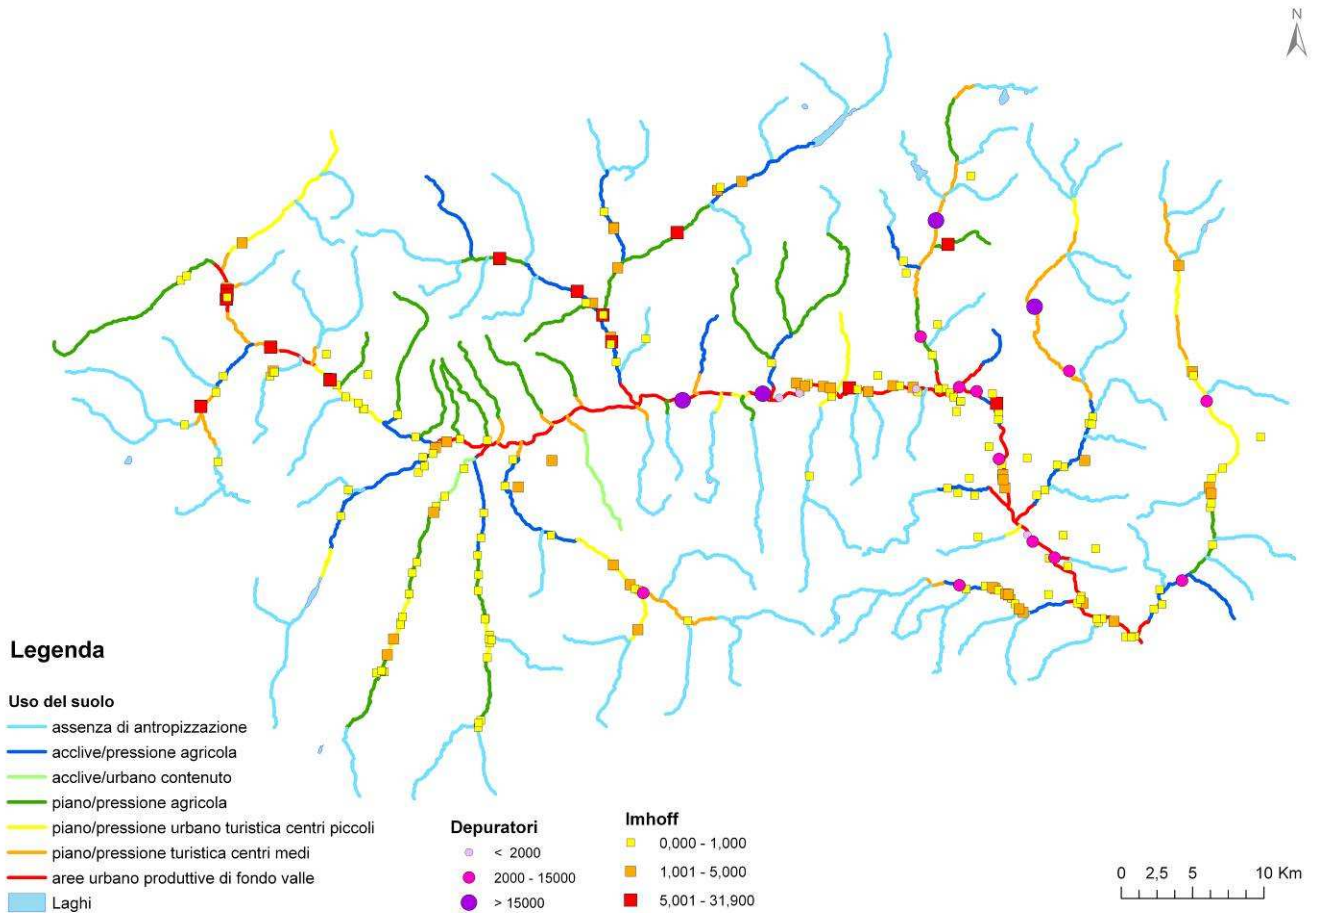 N
Legenda
Uso del suolo
assenza di antropizzazione
acclive/pressione agricola
acclive/urbano contenuto
piano/pressione agricola
piano/pressione urbano turistica centri piccoli
piano/pressione turistica centri medi
aree urbano produttive di fondo valle
Laghi
Depuratori
< 2000
2000 - 15000
> 15000
Imhoff
0,000 - 1,000
1,001 - 5,000
5,001 - 31,900
0 2,5 5 10 Km